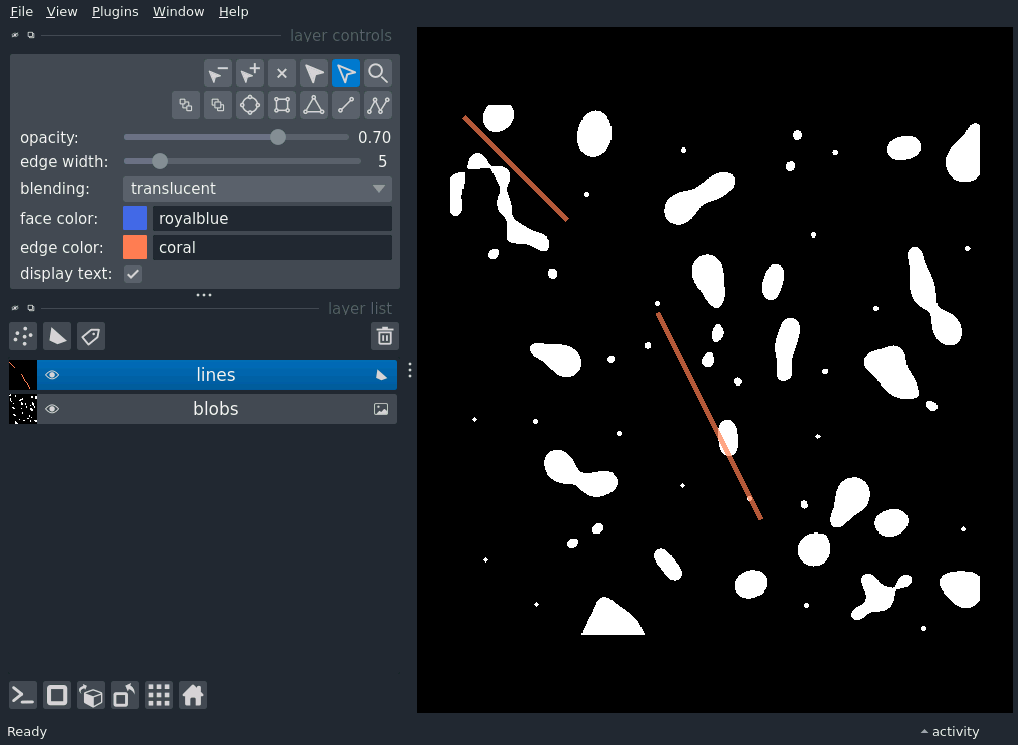 File View Plugins Window Help
layer controls
opacity: 0.70
edge width: 5
blending: translucent
face color: royalblue
edge color: coral
display text:
layer list
lines
blobs
Ready activity